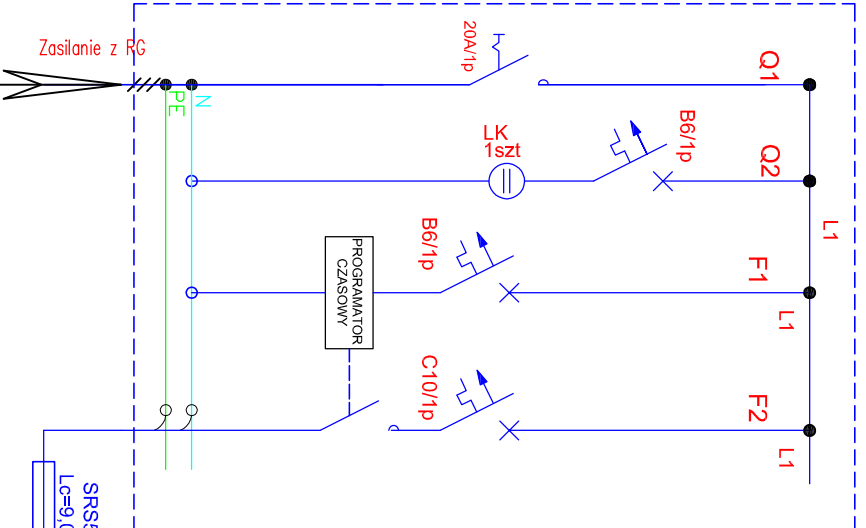 Zasilanie z RG
20A/1p
Q1
PE
N
LK
1szt
B6/1p
Q2
L1
B6/1p
PROGRAMATOR
CZASOWY
F1
L1
C10/1p
F2
L1